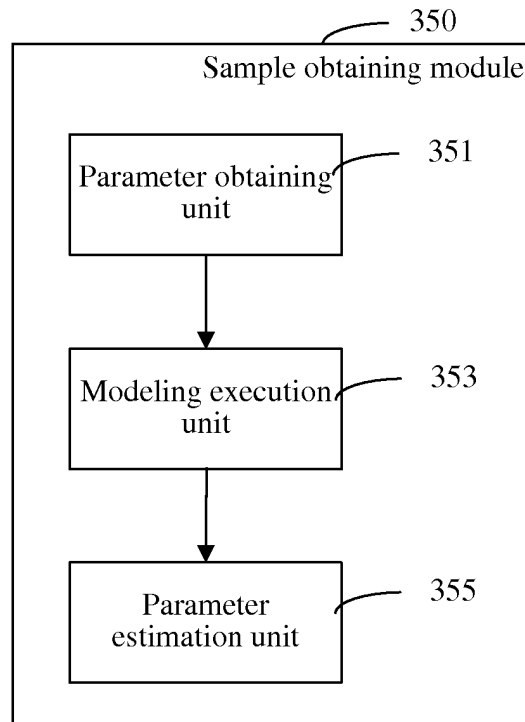 350
Sample obtaining module
351
Parameter obtaining
unit
353
Modeling execution
unit
355
Parameter
estimation unit